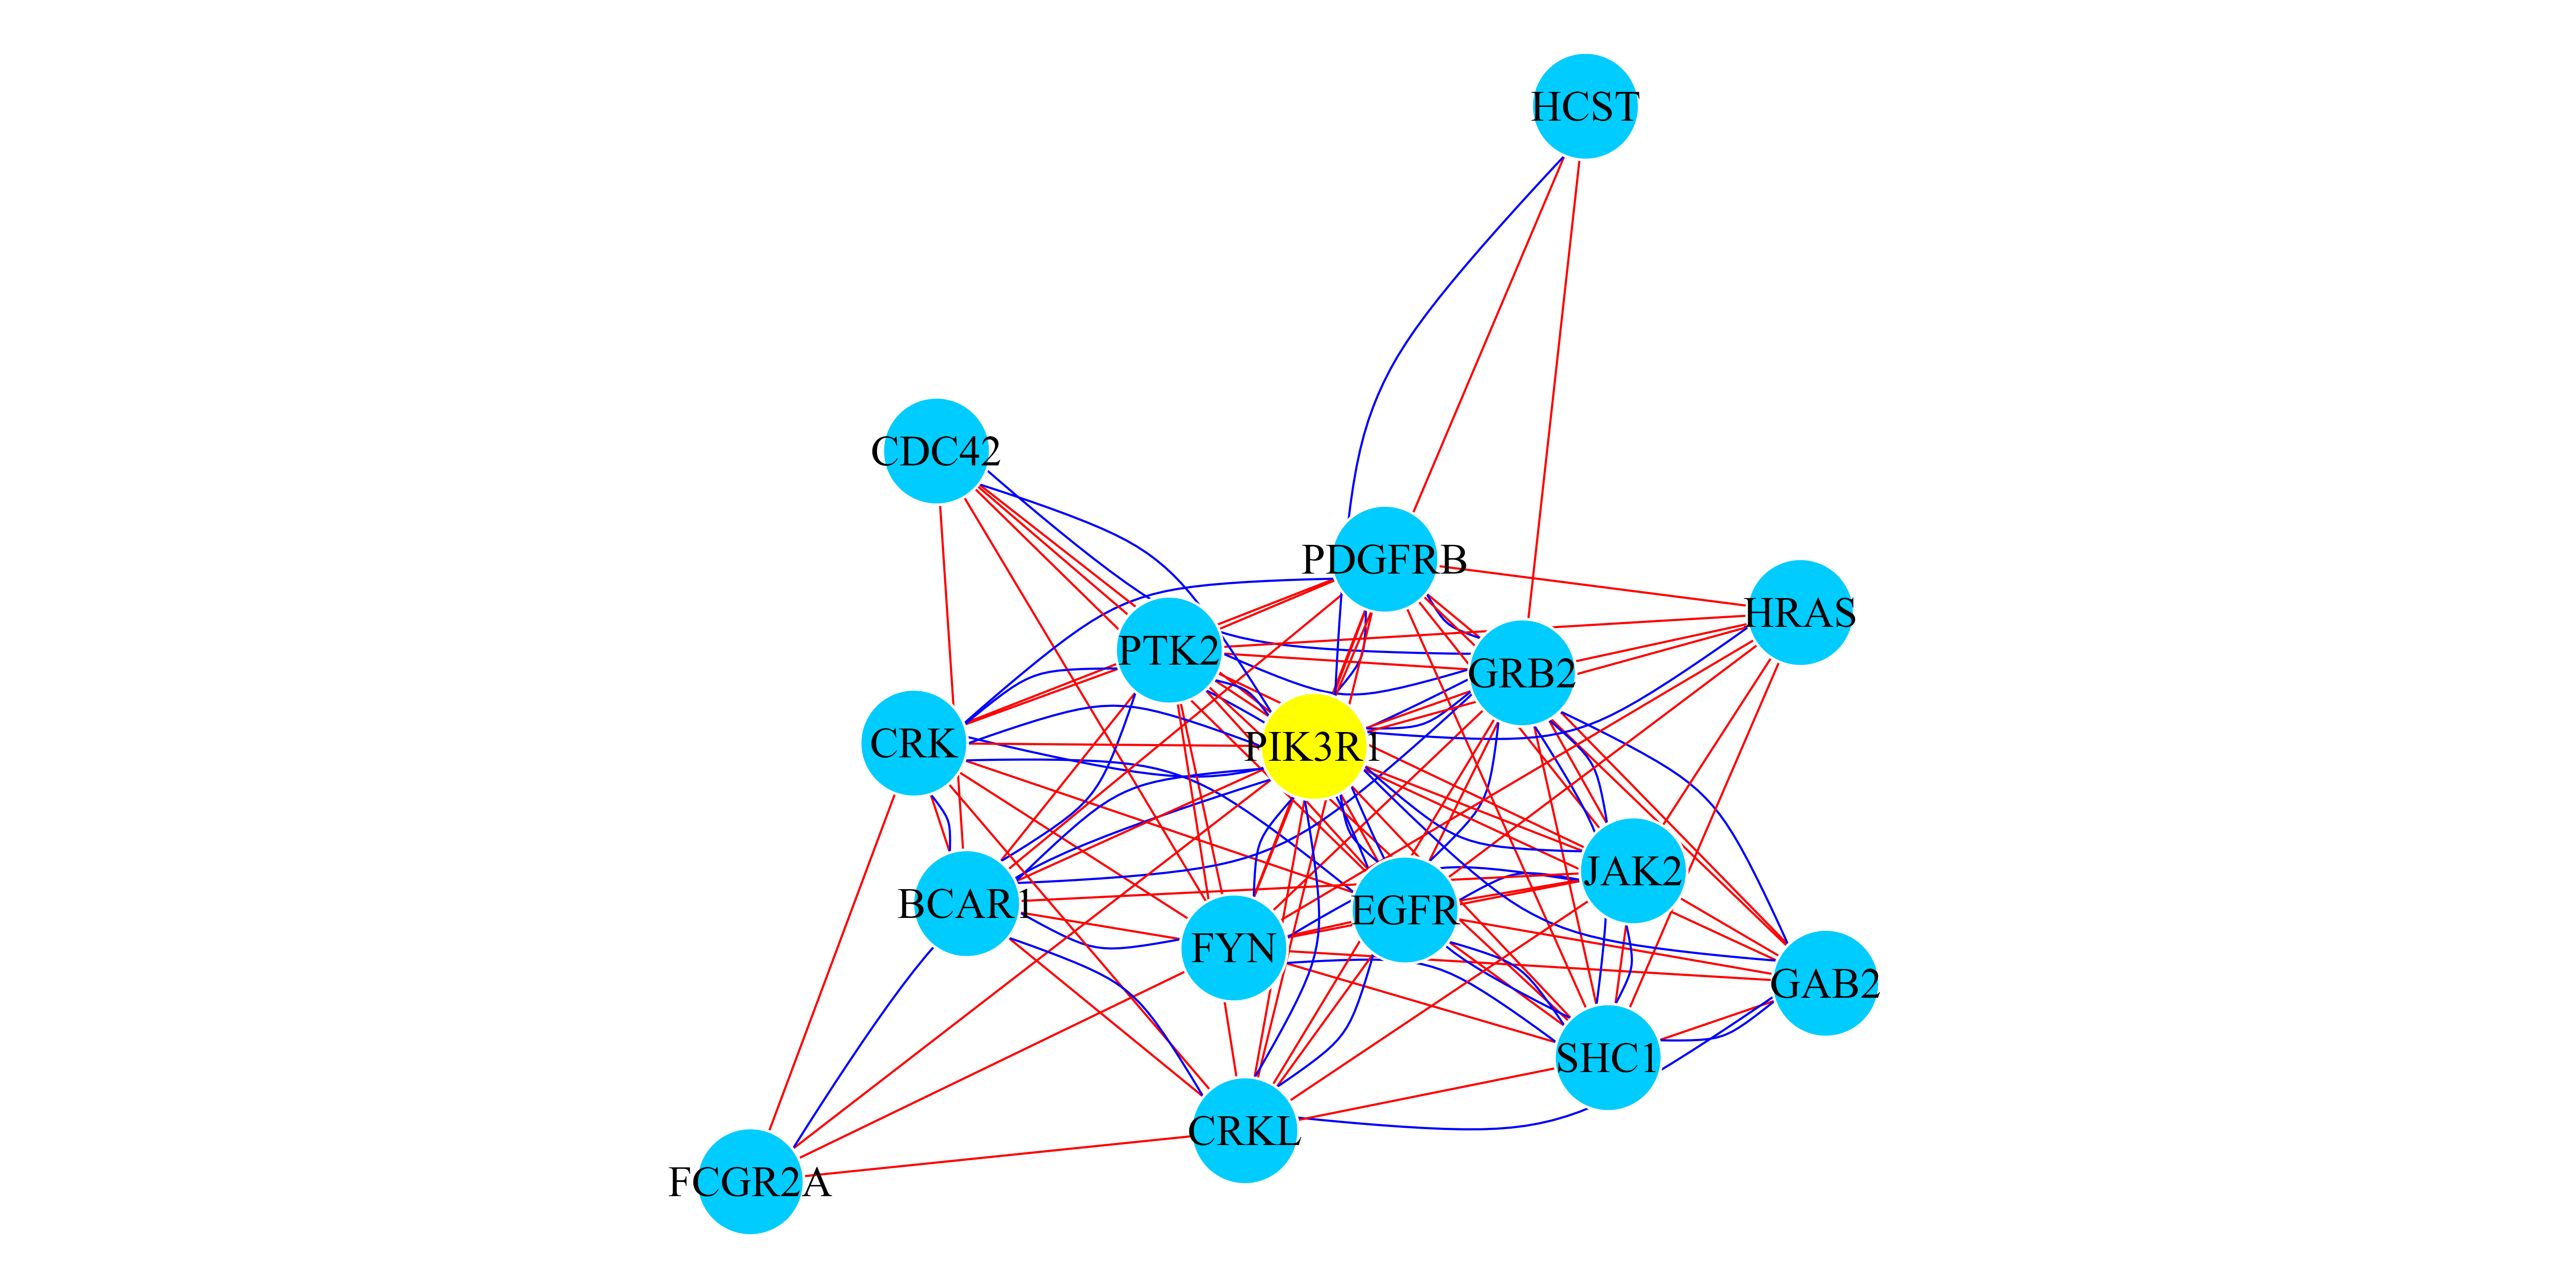 HCST
CDC42
PDGFRB
HRAS
PTK2
GRB2
CRK
PIK3R1
JAK2
BCAR1
EGFR
FYN
GAB2
SHC1
CRKL
FCGR2A